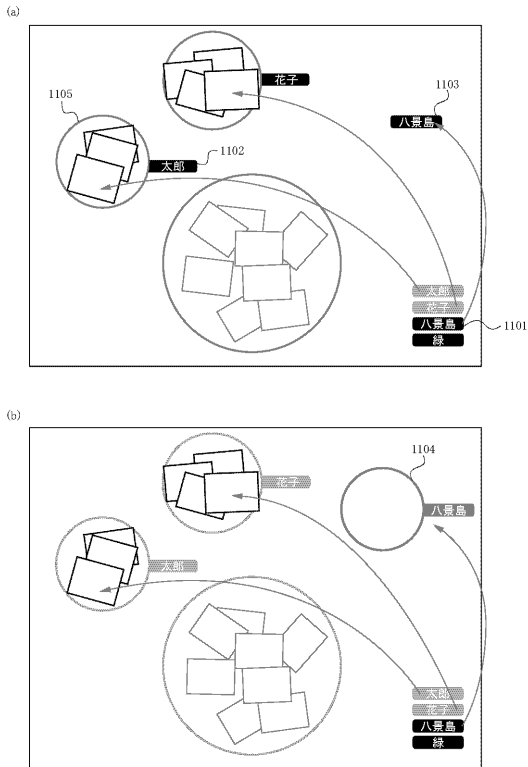 (a)
花子
1103
1105
八景島
1102
太郎
太郎
花子
八景島
1101
緑
(b)
1104
花子
八景島
太郎
太郎
花子
八景島
緑